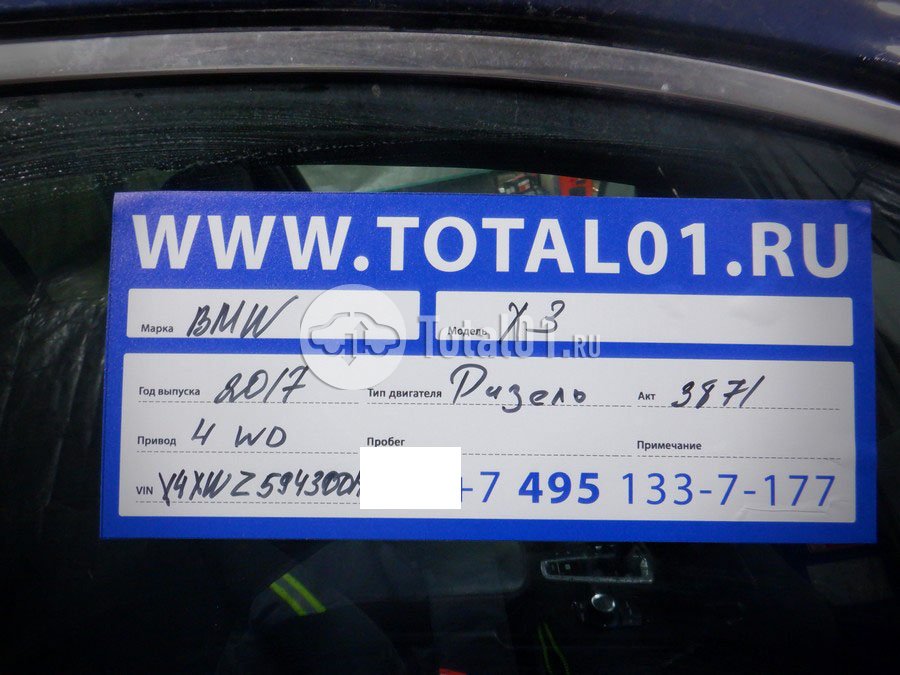 WWW.TOTAL01.RU
Марка BMW Модель X3
Total01.RU
Год выпуска 2017 Тип двигателя Дизель Акт 3871
Привод 4 WD Пробег Примечание
VIN X4XWZ594300 -7 495 133-7-177